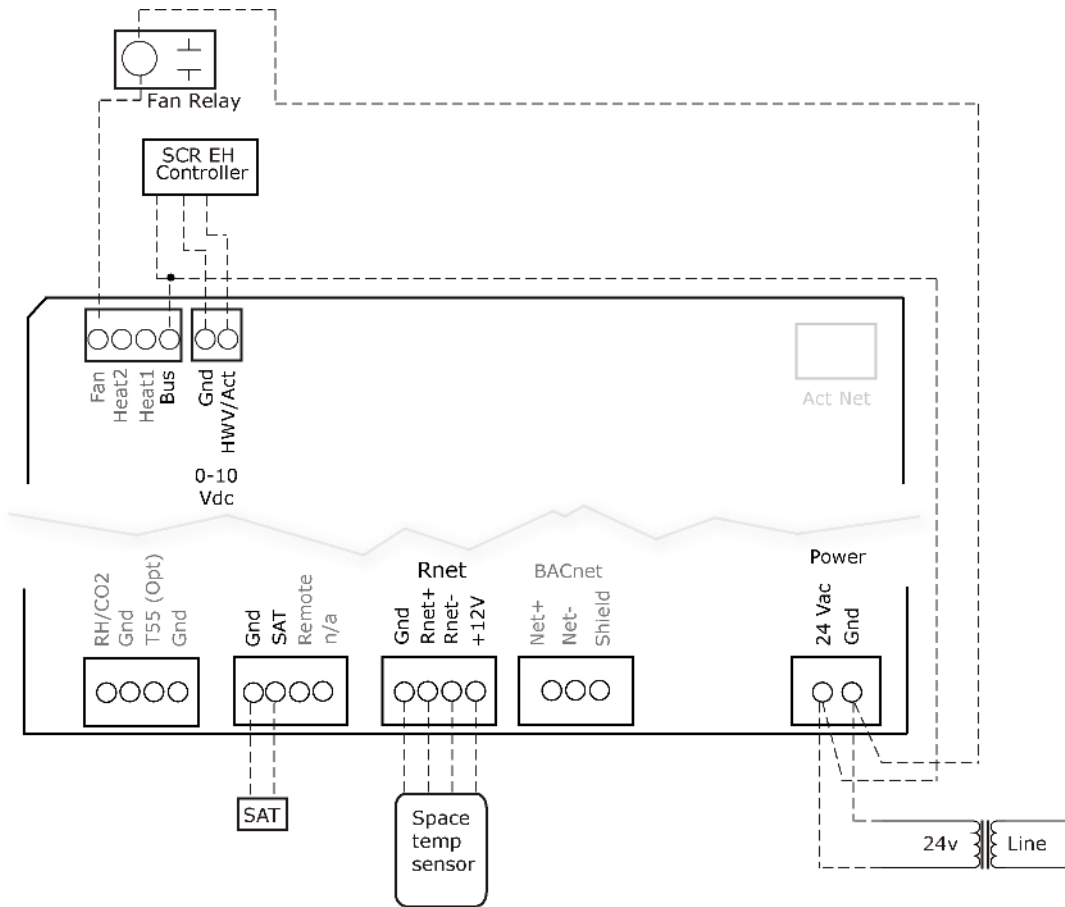 Fan Relay
SCR EH
Controller
Fan
Heat2
Heat1
Bus
Gnd
HWV/Act
0-10
Vdc
Act Net
RH/CO2
Gnd
T55 (Opt)
Gnd
Gnd
SAT
Remote
n/a
Rnet
Gnd
Rnet+
Rnet-
+12V
BACnet
Net+
Net-
Shield
Power
24 Vac
Gnd
SAT
Space
temp
sensor
24v
Line